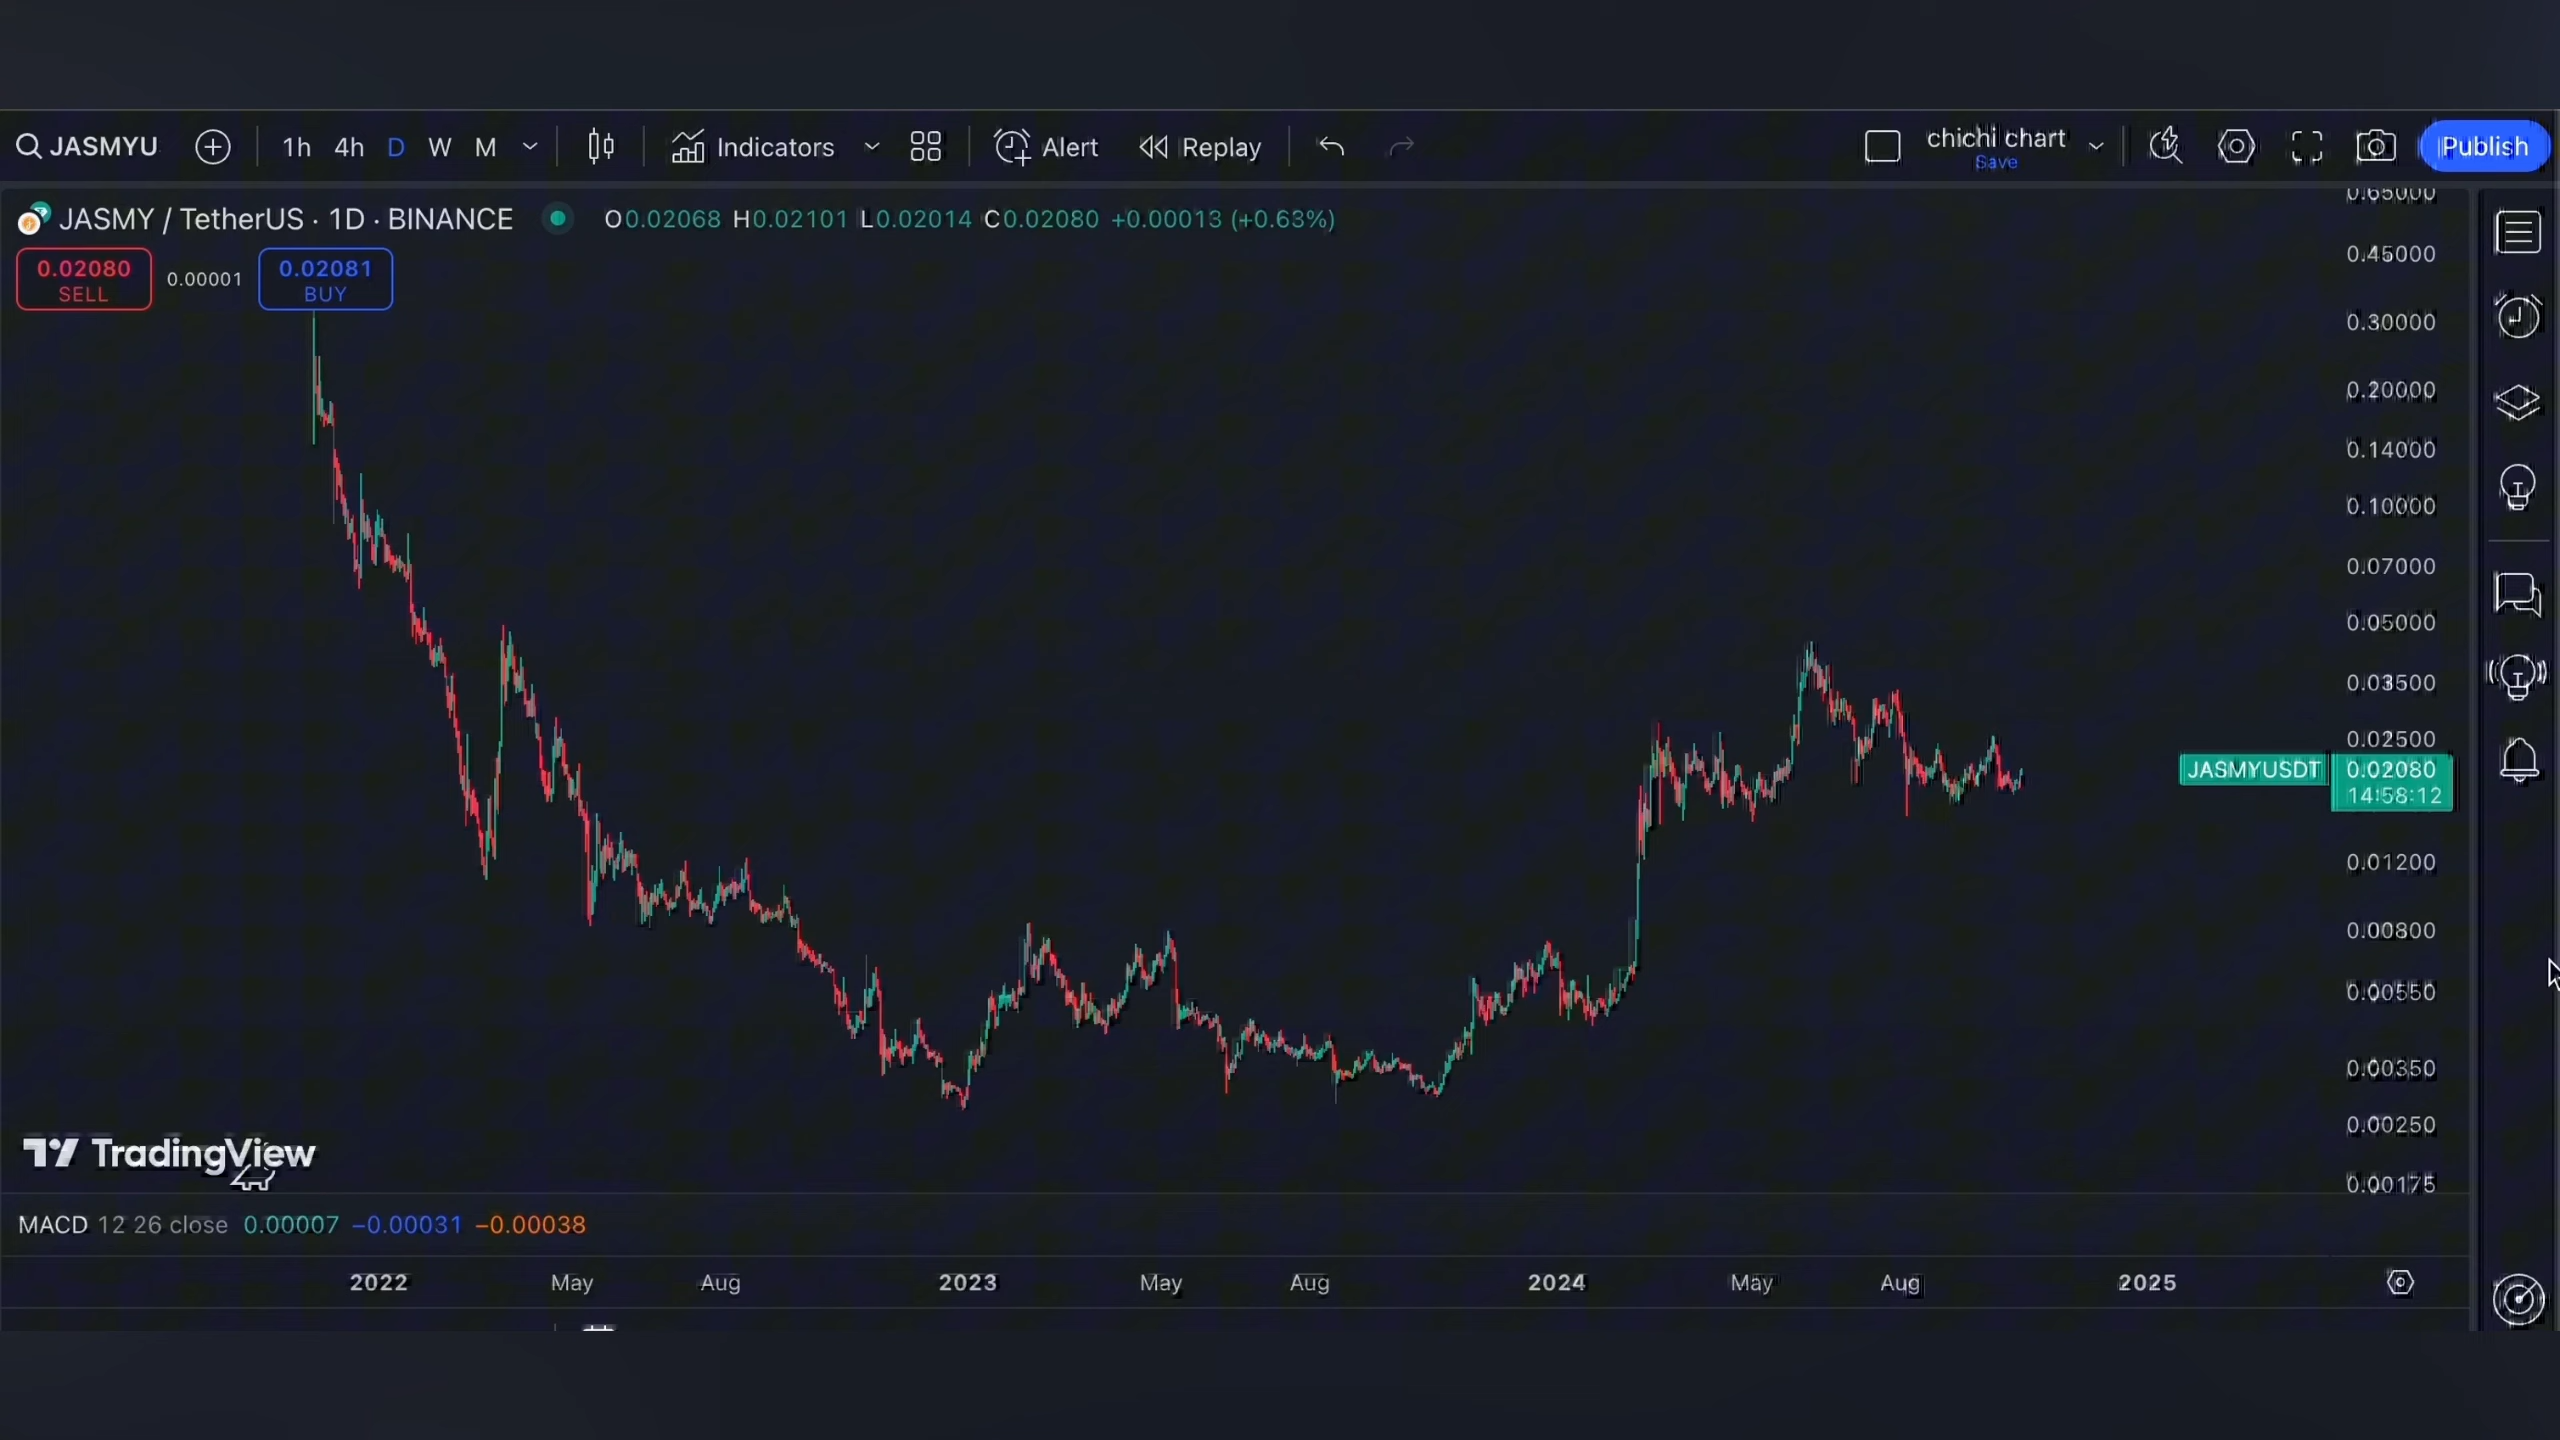 JASMYU 1h 4h D W M Indicators Alert Replay chichi chart Publish
Save
JASMY / TetherUS · 1D · BINANCE O0.02068 H0.02101 L0.02014 C0.02080 +0.00013 (+0.63%)
0.02080 0.00001 0.02081
SELL BUY
0.65000
0.45000
0.30000
0.20000
0.14000
0.10000
0.07000
0.05000
0.03500
0.02500
JASMYUSDT 0.02080
14:58:12
0.01200
0.00800
0.00550
0.00350
0.00250
0.00175
TradingView
MACD 12 26 close 0.00007 −0.00031 −0.00038
2022 May Aug 2023 May Aug 2024 May Aug 2025